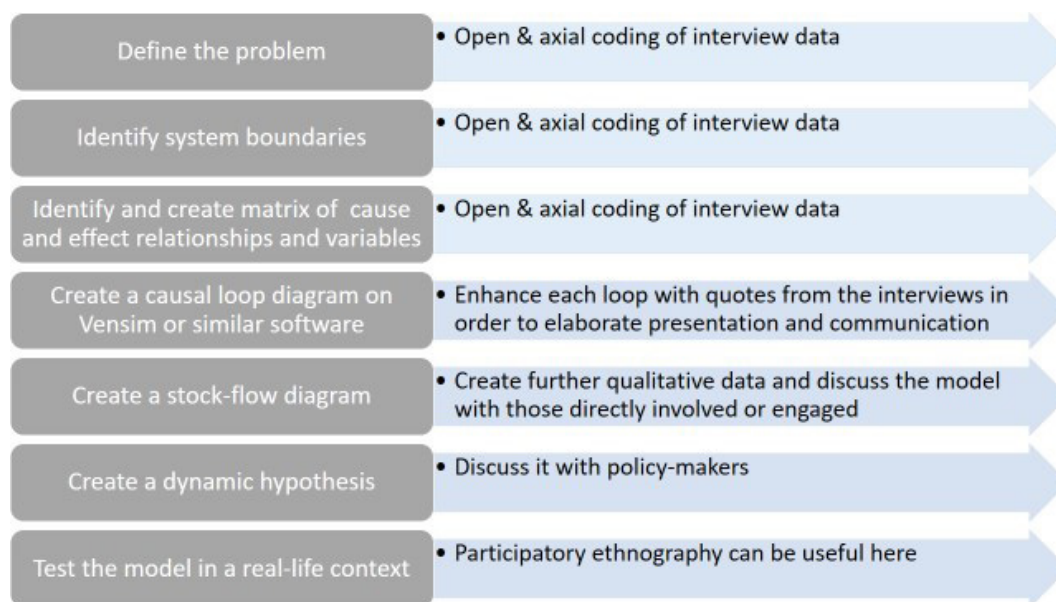 Define the problem
• Open & axial coding of interview data
Identify system boundaries
• Open & axial coding of interview data
Identify and create matrix of cause
and effect relationships and variables
• Open & axial coding of interview data
Create a causal loop diagram on
Vensim or similar software
• Enhance each loop with quotes from the interviews in
order to elaborate presentation and communication
Create a stock-flow diagram
• Create further qualitative data and discuss the model
with those directly involved or engaged
Create a dynamic hypothesis
• Discuss it with policy-makers
Test the model in a real-life context
• Participatory ethnography can be useful here